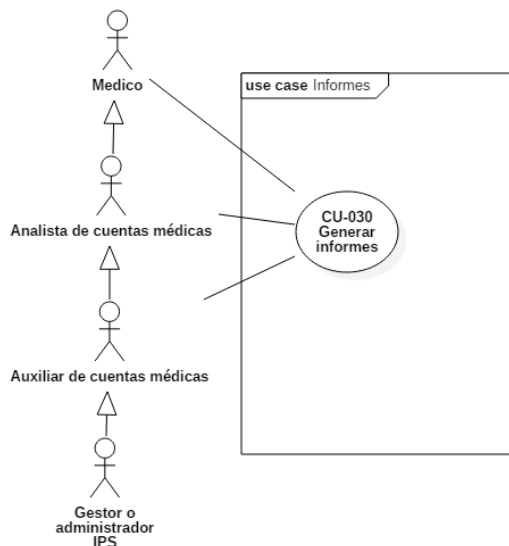 Medico
use case Informes
Analista de cuentas médicas
CU-030
Generar
informes
Auxiliar de cuentas médicas
Gestor o
administrador
IPS